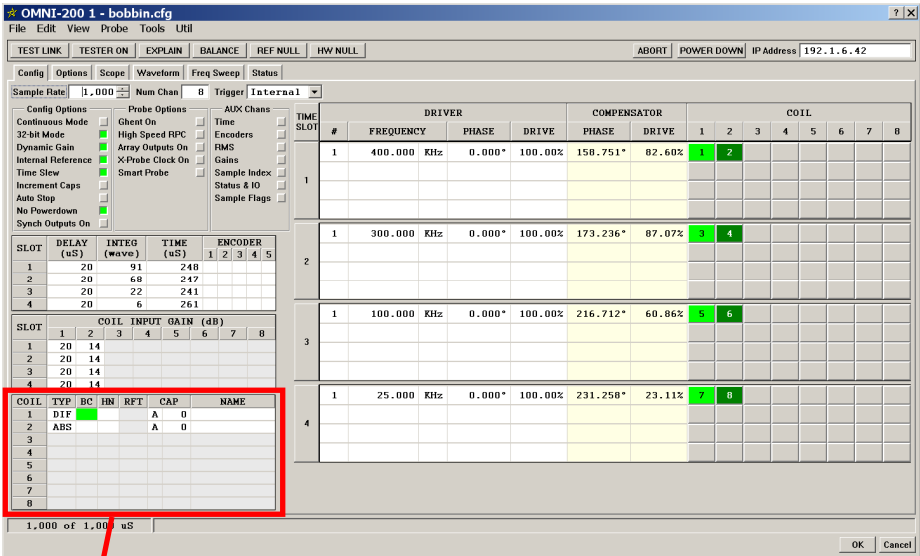 OMNI-200 1 - bobbin.cfg ? X
File Edit View Probe Tools Util
TEST LINK TESTER ON EXPLAIN BALANCE REF NULL HW NULL ABORT POWER DOWN IP Address 192.1.6.42
Config Options Scope Waveform Freq Sweep Status
Sample Rate 1,000 Num Chan 8 Trigger Internal
Config Options
Continuous Mode
32-bit Mode
Dynamic Gain
Internal Reference
Time Slew
Increment Caps
Auto Stop
No Powerdown
Synch Outputs On
Probe Options
Ghent On
High Speed RPC
Array Outputs On
X-Probe Clock On
Smart Probe
AUX Chans
Time
Encoders
RMS
Gains
Sample Index
Status & IO
Sample Flags
SLOT DELAY (uS) INTEG (wave) TIME (uS) ENCODER 1 2 3 4 5
1 20 91 248
2 20 68 247
3 20 22 241
4 20 6 261
SLOT COIL INPUT GAIN (dB)
1 2 3 4 5 6 7 8
1 20 14
2 20 14
3 20 14
4 20 14
COIL TYP BC HN RFT CAP NAME
1 DIF A 0
2 ABS A 0
3
4
5
6
7
8
TIME SLOT DRIVER COMPENSATOR COIL
# FREQUENCY PHASE DRIVE PHASE DRIVE 1 2 3 4 5 6 7 8
1 1 400.000 KHz 0.000° 100.00% 158.751° 82.60% 1 2
2 1 300.000 KHz 0.000° 100.00% 173.236° 87.07% 3 4
3 1 100.000 KHz 0.000° 100.00% 216.712° 60.86% 5 6
4 1 25.000 KHz 0.000° 100.00% 231.258° 23.11% 7 8
1,000 of 1,000 uS
OK Cancel